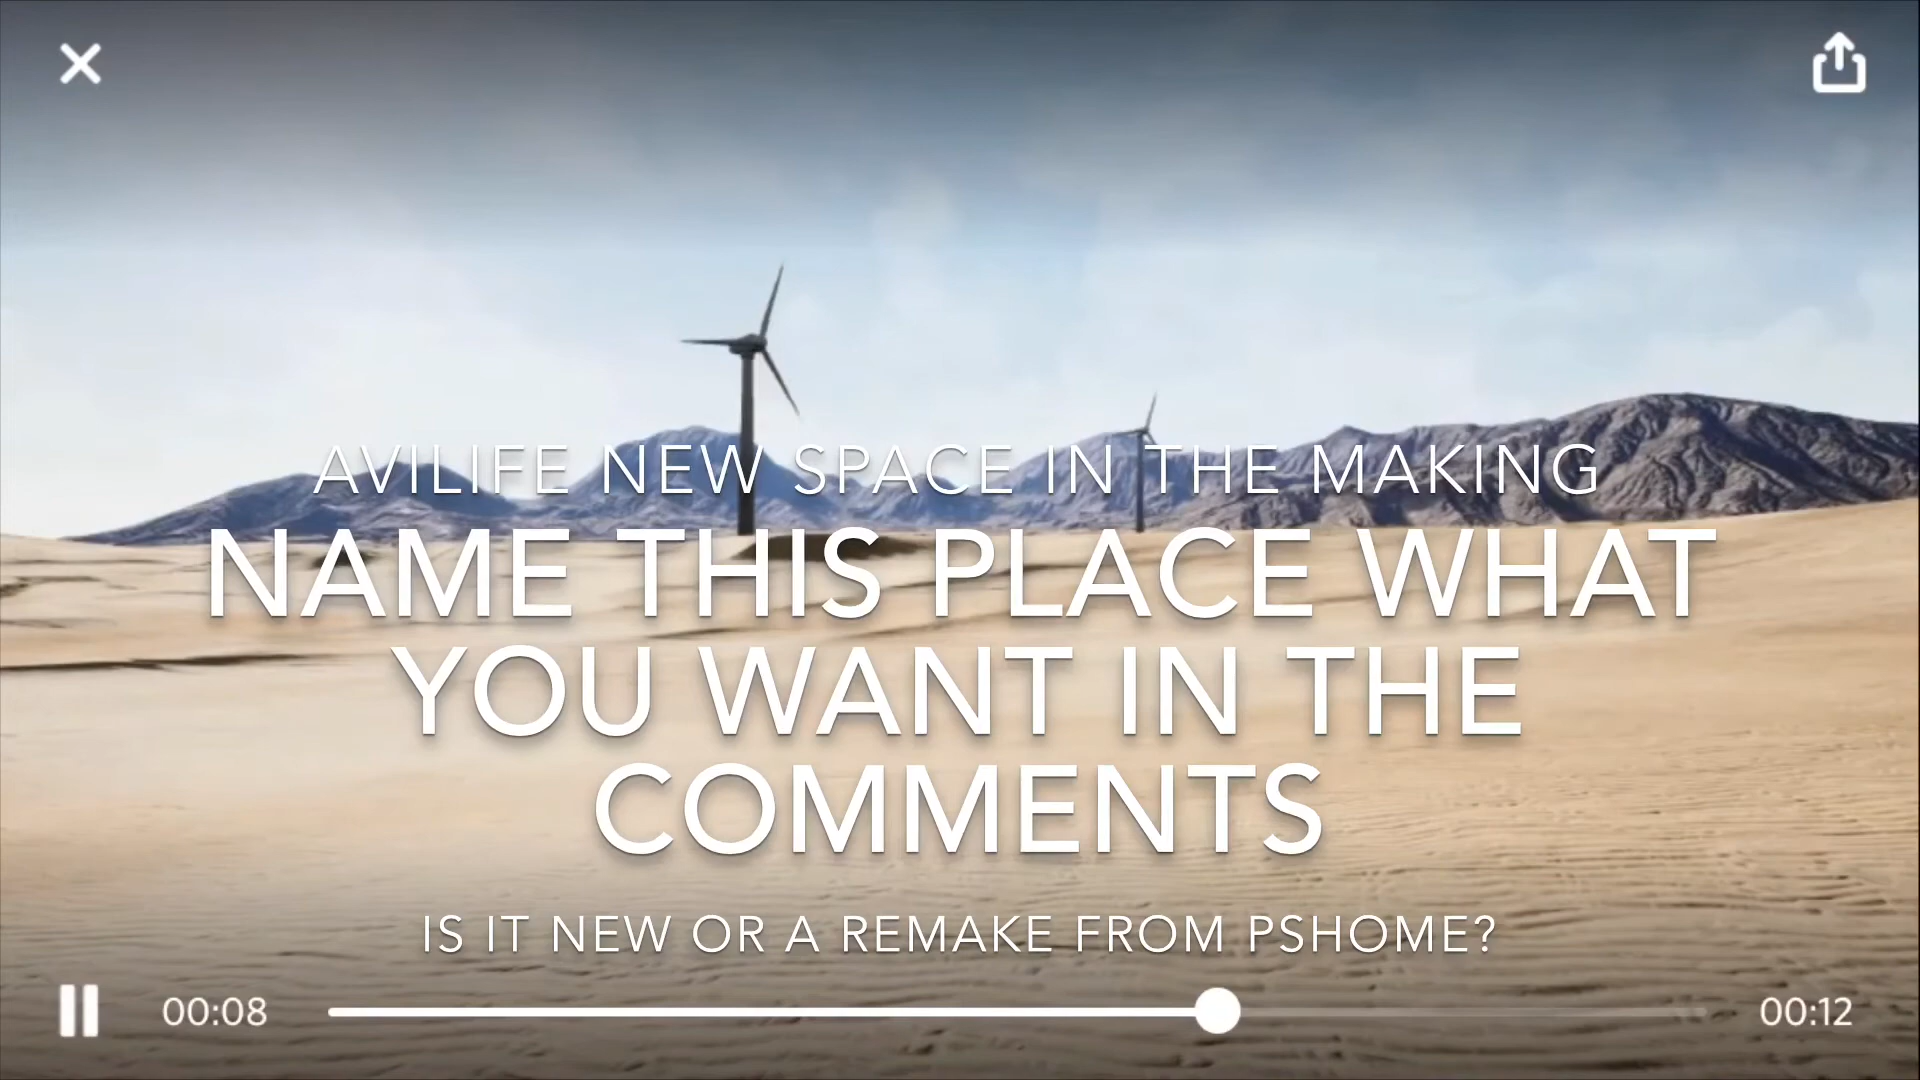 AVILIFE NEW SPACE IN THE MAKING
NAME THIS PLACE WHAT
YOU WANT IN THE
COMMENTS
IS IT NEW OR A REMAKE FROM PSHOME?
00:08
00:12